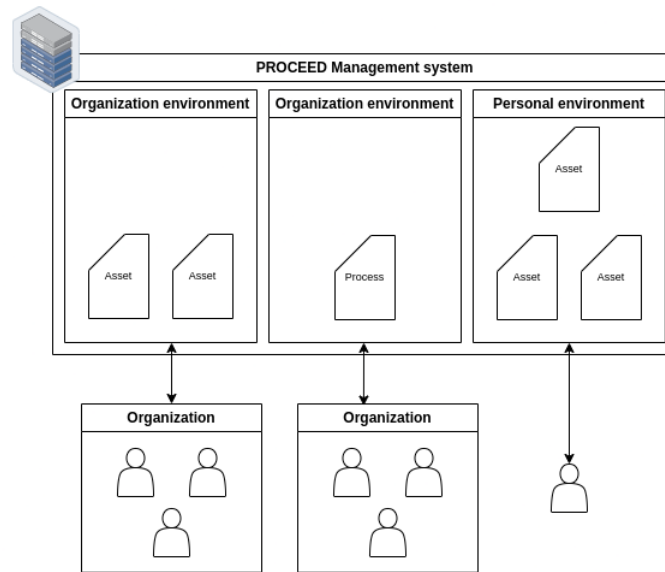 PROCEED Management system
Organization environment
Organization environment
Personal environment
Asset
Asset
Asset
Process
Asset
Asset
Organization
Organization